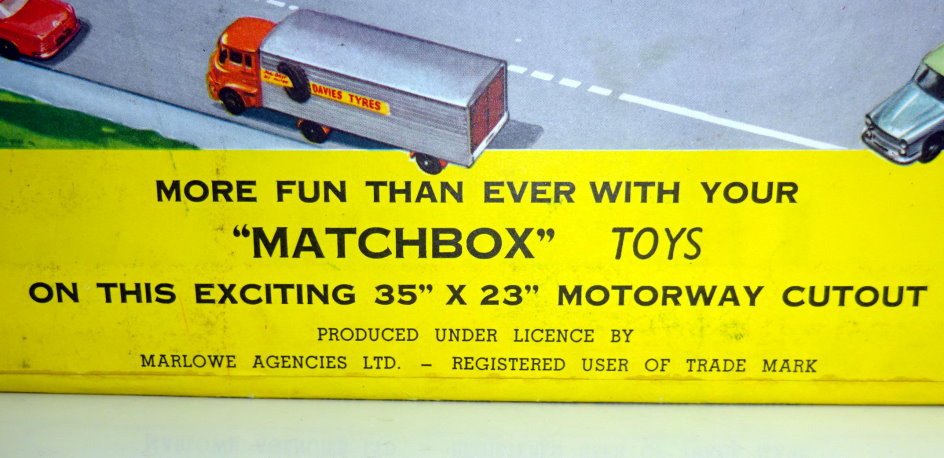 DAVIES TYRES
MORE FUN THAN EVER WITH YOUR
“MATCHBOX” TOYS
ON THIS EXCITING 35” X 23” MOTORWAY CUTOUT
PRODUCED UNDER LICENCE BY
MARLOWE AGENCIES LTD. – REGISTERED USER OF TRADE MARK